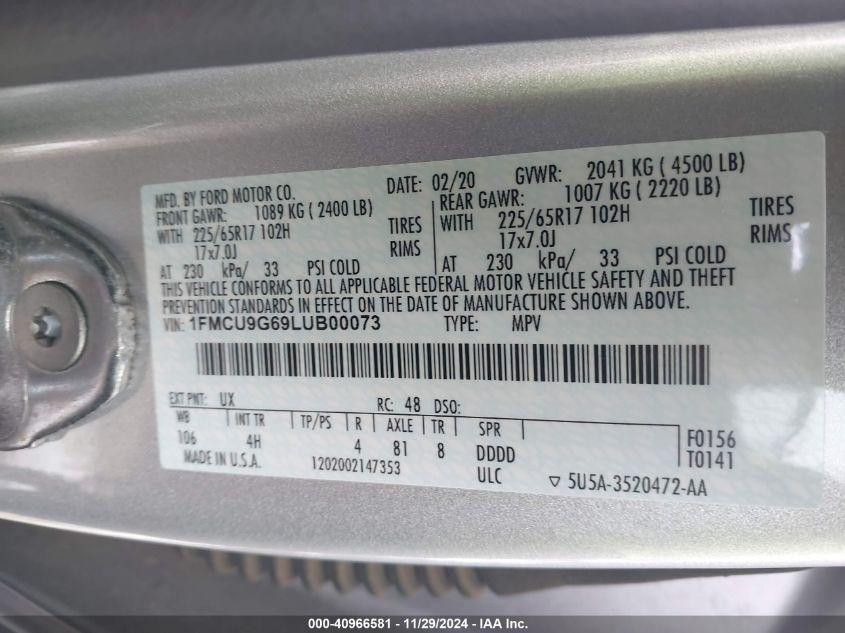 MFD. BY FORD MOTOR CO. DATE: 02/20 GVWR: 2041 KG ( 4500 LB)
FRONT GAWR: 1089 KG ( 2400 LB) REAR GAWR: 1007 KG ( 2220 LB)
WITH 225/65R17 102H TIRES WITH 225/65R17 102H TIRES
17x7.0J RIMS 17x7.0J RIMS
AT 230 kPa/ 33 PSI COLD AT 230 kPa/ 33 PSI COLD
THIS VEHICLE CONFORMS TO ALL APPLICABLE FEDERAL MOTOR VEHICLE SAFETY AND THEFT
PREVENTION STANDARDS IN EFFECT ON THE DATE OF MANUFACTURE SHOWN ABOVE.
VIN: 1FMCU9G69LUB00073 TYPE: MPV
EXT PNT: UX RC: 48 DSO:
WB INT TR TP/PS R AXLE TR SPR F0156
106 4H 4 81 8 DDDD T0141
MADE IN U.S.A. 1202002147353 ULC ▽ 5U5A-3520472-AA
000-40966581 - 11/29/2024 - IAA Inc.